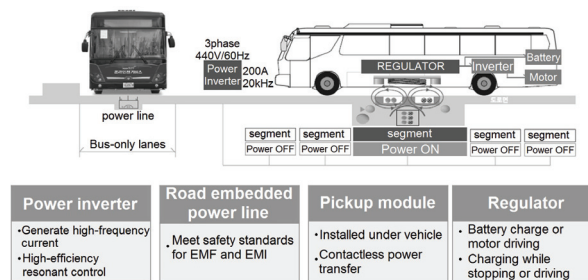 3phase
440V/60Hz
Power
Inverter
200A
20kHz
REGULATOR
Inverter
Battery
Motor
power line
Bus-only lanes
segment
Power OFF
segment
Power OFF
segment
Power ON
segment
Power OFF
segment
Power OFF
Power inverter
•Generate high-frequency
current
•High-efficiency
resonant control
Road embedded
power line
•Meet safety standards
for EMF and EMI
Pickup module
•Installed under vehicle
•Contactless power
transfer
Regulator
• Battery charge or
motor driving
• Charging while
stopping or driving